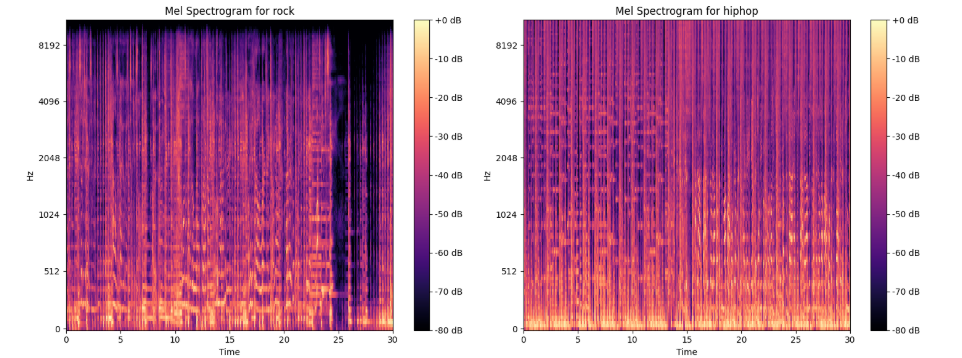 Mel Spectrogram for rock
Hz
8192
4096
2048
1024
512
0
0 5 10 15 20 25 30
Time
+0 dB
-10 dB
-20 dB
-30 dB
-40 dB
-50 dB
-60 dB
-70 dB
-80 dB
Mel Spectrogram for hiphop
Hz
8192
4096
2048
1024
512
0
0 5 10 15 20 25 30
Time
+0 dB
-10 dB
-20 dB
-30 dB
-40 dB
-50 dB
-60 dB
-70 dB
-80 dB